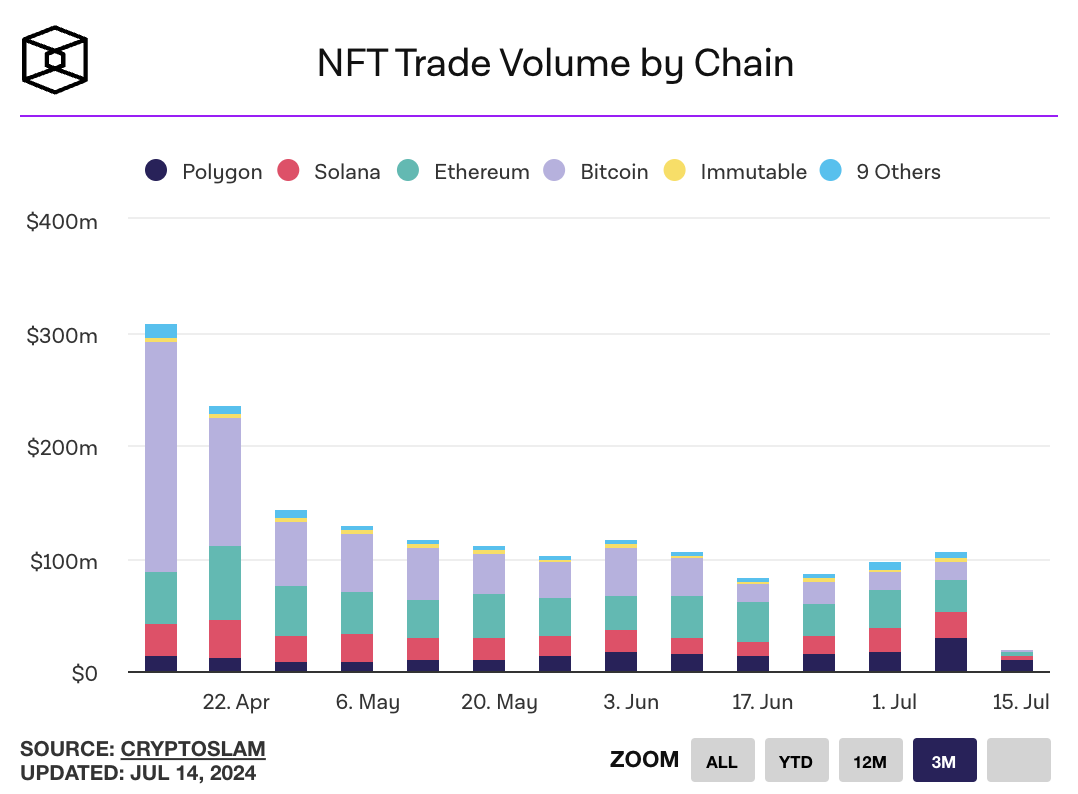 NFT Trade Volume by Chain
Polygon Solana Ethereum Bitcoin Immutable 9 Others
$400m
$300m
$200m
$100m
$0
22. Apr 6. May 20. May 3. Jun 17. Jun 1. Jul 15. Jul
SOURCE: CRYPTOSLAM
UPDATED: JUL 14, 2024
ZOOM ALL YTD 12M 3M